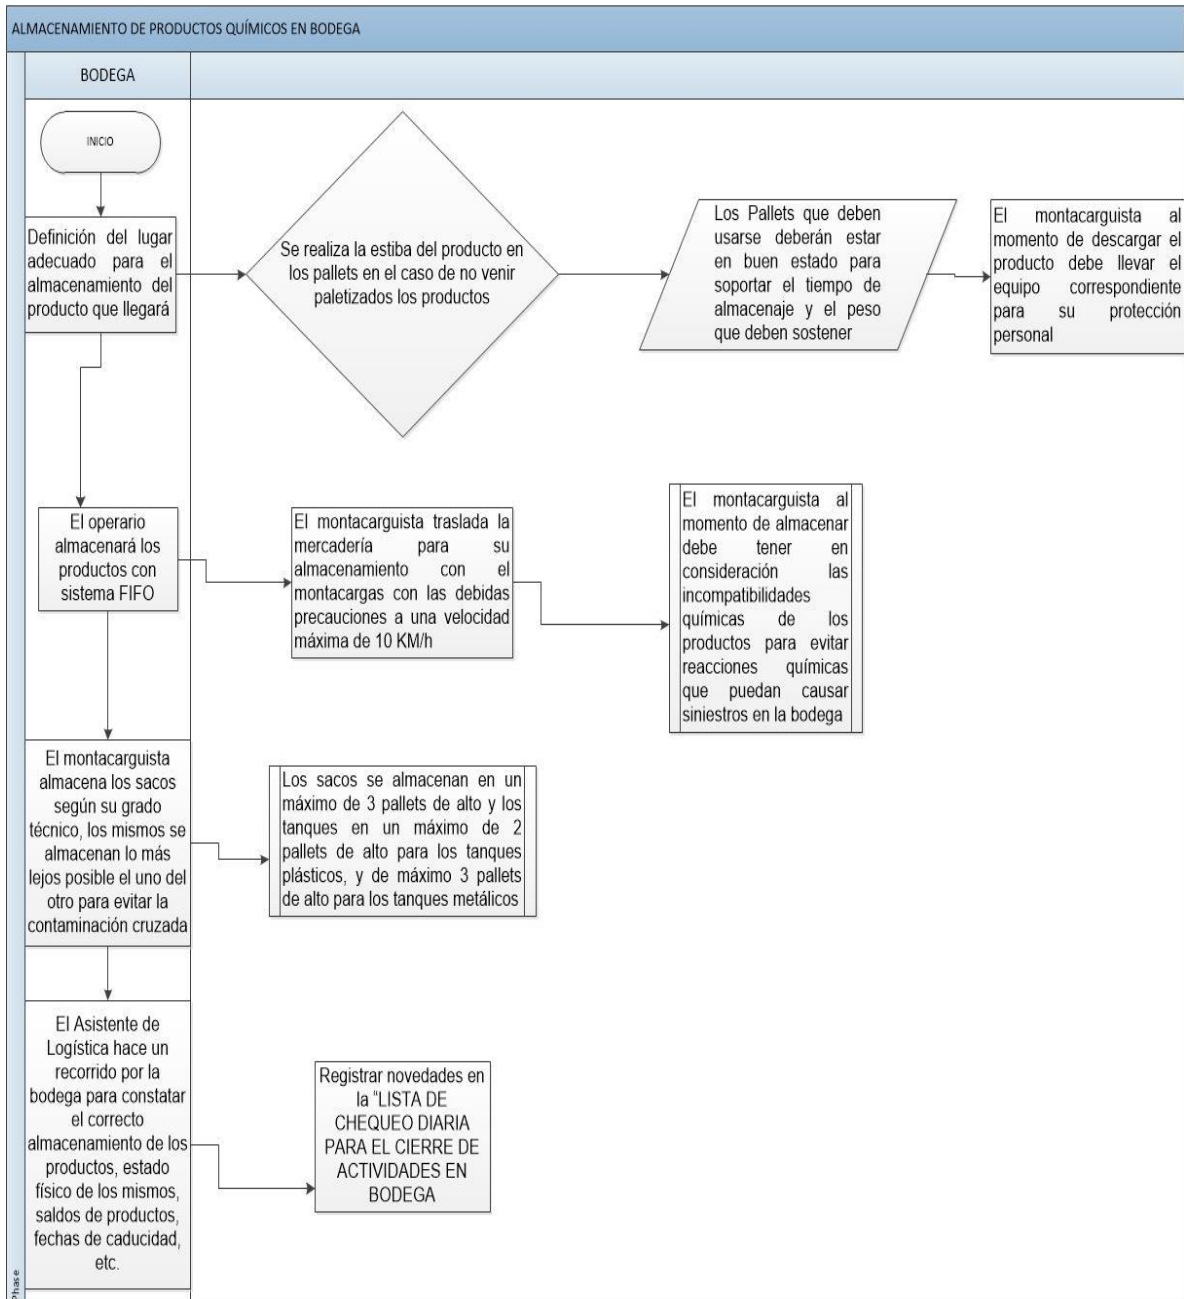 ALMACENAMIENTO DE PRODUCTOS QUÍMICOS EN BODEGA
BODEGA
INICIO
Definición del lugar
adecuado para el
almacenamiento del
producto que llegará
Se realiza la estiba del producto en
los pallets en el caso de no venir
paletizados los productos
Los Pallets que deben
usarse deberán estar
en buen estado para
soportar el tiempo de
almacenaje y el peso
que deben sostener
El montacarguista al
momento de descargar el
producto debe llevar el
equipo correspondiente
para su protección
personal
El operario
almacenará los
productos con
sistema FIFO
El montacarguista traslada la
mercadería para su
almacenamiento con el
montacargas con las debidas
precauciones a una velocidad
máxima de 10 KM/h
El montacarguista al
momento de almacenar
debe tener en
consideración las
incompatibilidades
químicas de los
productos para evitar
reacciones químicas
que puedan causar
siniestros en la bodega
El montacarguista
almacena los sacos
según su grado
técnico, los mismos se
almacenan lo más
lejos posible el uno del
otro para evitar la
contaminación cruzada
Los sacos se almacenan en un
máximo de 3 pallets de alto y los
tanques en un máximo de 2
pallets de alto para los tanques
plásticos, y de máximo 3 pallets
de alto para los tanques metálicos
El Asistente de
Logística hace un
recorrido por la
bodega para constatar
el correcto
almacenamiento de los
productos, estado
físico de los mismos,
saldos de productos,
fechas de caducidad,
etc.
Registrar novedades en
la “LISTA DE
CHEQUEO DIARIA
PARA EL CIERRE DE
ACTIVIDADES EN
BODEGA
Phase